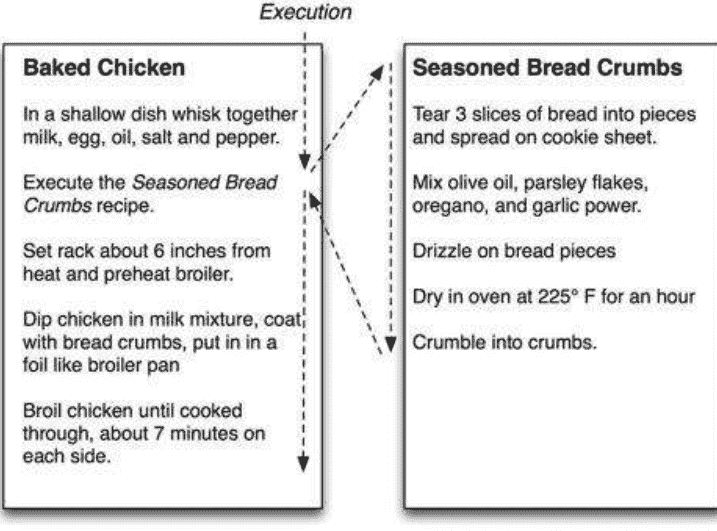 Execution
Baked Chicken
In a shallow dish whisk together
milk, egg, oil, salt and pepper.
Execute the Seasoned Bread
Crumbs recipe.
Set rack about 6 inches from
heat and preheat broiler.
Dip chicken in milk mixture, coat
with bread crumbs, put in in a
foil like broiler pan
Broil chicken until cooked
through, about 7 minutes on
each side.
Seasoned Bread Crumbs
Tear 3 slices of bread into pieces
and spread on cookie sheet.
Mix olive oil, parsley flakes,
oregano, and garlic power.
Drizzle on bread pieces
Dry in oven at 225° F for an hour
Crumble into crumbs.